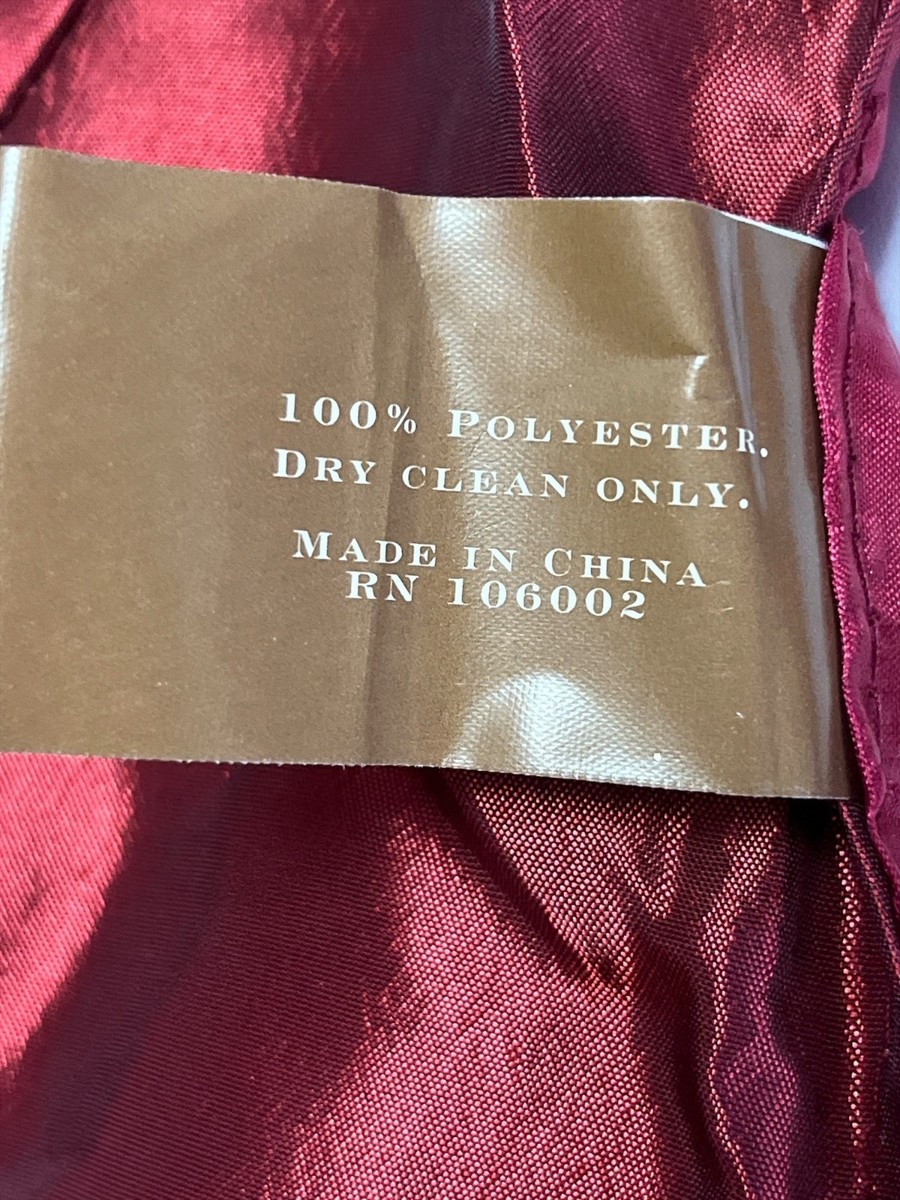 100% POLYESTER.
DRY CLEAN ONLY.
MADE IN CHINA
RN 106002